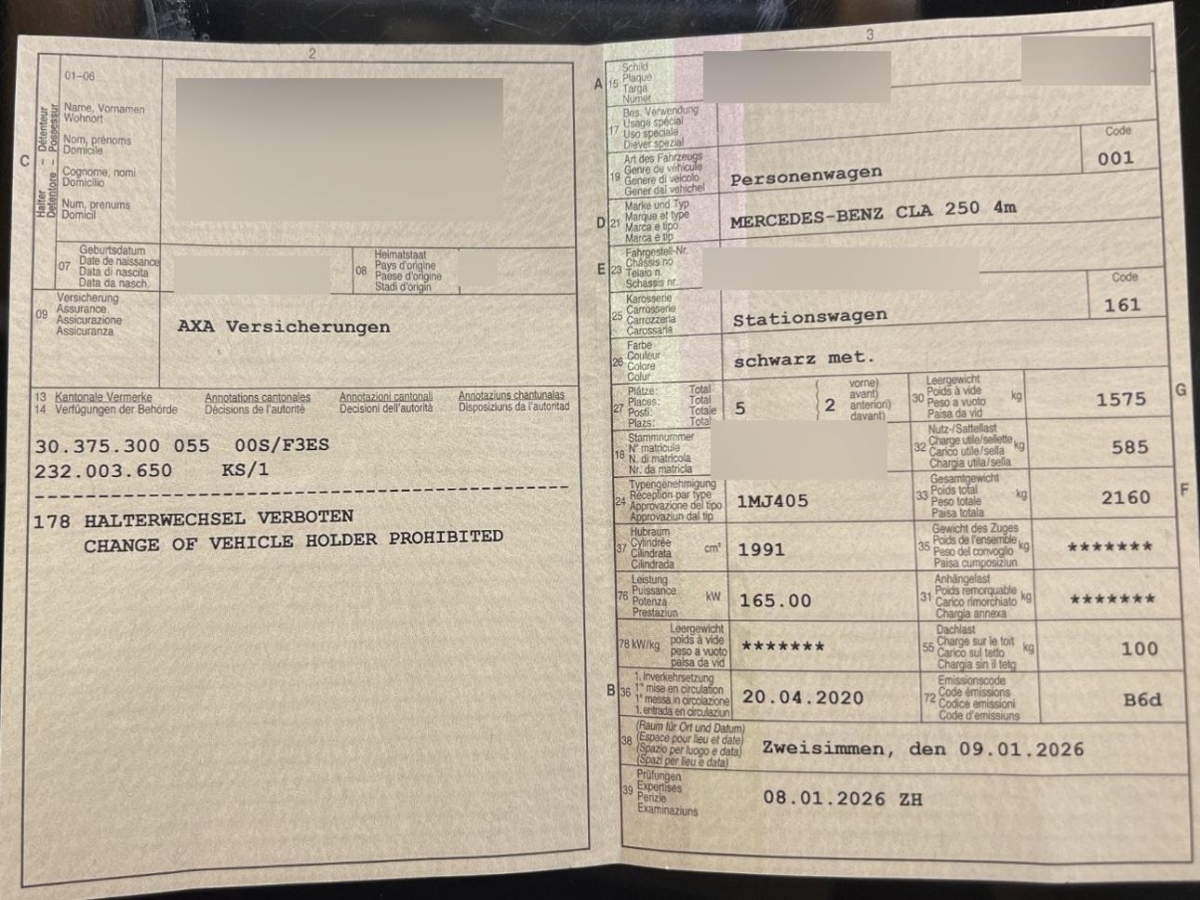 2
01-06
Halter – Détenteur
Detentore – Possessur
C
Name, Vornamen
Wohnort
Nom, prénoms
Domicile
Cognome, nomi
Domicilio
Num, prenums
Domicil
07
Geburtsdatum
Date de naissance
Data di nascita
Data da nasch.
08
Heimatstaat
Pays d'origine
Paese d'origine
Stadi d'origin
09
Versicherung
Assurance
Assicurazione
Assicuranza
AXA Versicherungen
13 Kantonale Vermerke Annotations cantonales Annotazioni cantonali Annotaziuns chantunalas
14 Verfügungen der Behörde Décisions de l'autorité Decisioni dell'autorità Disposiziuns da l'autoritad
30.375.300 055 00S/F3ES
232.003.650 KS/1
178 HALTERWECHSEL VERBOTEN
CHANGE OF VEHICLE HOLDER PROHIBITED
3
A 15
Schild
Plaque
Targa
Numer
17
Bes. Verwendung
Usage spécial
Uso speciale
Diever spezial
19
Art des Fahrzeugs
Genre de véhicule
Genere di veicolo
Gener dal vehichel
Personenwagen
Code
001
D 21
Marke und Typ
Marque et type
Marca e tipo
Marca e tip
MERCEDES-BENZ CLA 250 4m
E 23
Fahrgestell-Nr.
Châssis no
Telaio n.
Schassis nr.
25
Karosserie
Carrosserie
Carrozzeria
Carossaria
Stationswagen
Code
161
26
Farbe
Couleur
Colore
Colur
schwarz met.
27
Plätze: Total
Places: Total
Posti: Totale
Plazs: Total
5
2
vorne)
avant)
anteriori)
davant)
30
Leergewicht
Poids à vide
Peso a vuoto
Paisa da vid
kg
1575
G
18
Stammnummer
N° matricule
N. di matricola
Nr. da matricla
32
Nutz-/Sattellast
Charge utile/sellette
Carico utile/sella
Chargia utila/sella
kg
585
24
Typengenehmigung
Réception par type
Approvazione del tipo
Approvaziun dal tip
1MJ405
33
Gesamtgewicht
Poids total
Peso totale
Paisa totala
kg
2160
F
37
Hubraum
Cylindrée
Cilindrata
Cilindrada
cm³
1991
35
Gewicht des Zuges
Poids de l'ensemble
Peso del convoglio
Paisa cumposiziun
kg
*******
76
Leistung
Puissance
Potenza
Prestaziun
kW
165.00
31
Anhängelast
Poids remorquable
Carico rimorchiato
Chargia annexa
kg
*******
78 kW/kg
Leergewicht
poids à vide
peso a vuoto
paisa da vid
*******
55
Dachlast
Charge sur le toit
Carico sul tetto
Chargia sin il tetg
kg
100
B 36
1. Inverkehrsetzung
1re mise en circulation
1a messa in circolazione
1. entrada en circulaziun
20.04.2020
72
Emissionscode
Code émissions
Codice emissioni
Code d'emissiuns
B6d
38
(Raum für Ort und Datum)
(Espace pour lieu et date)
(Spazio per luogo e data)
(Spazi per lieu e data)
Zweisimmen, den 09.01.2026
39
Prüfungen
Expertises
Perizie
Examinaziuns
08.01.2026 ZH